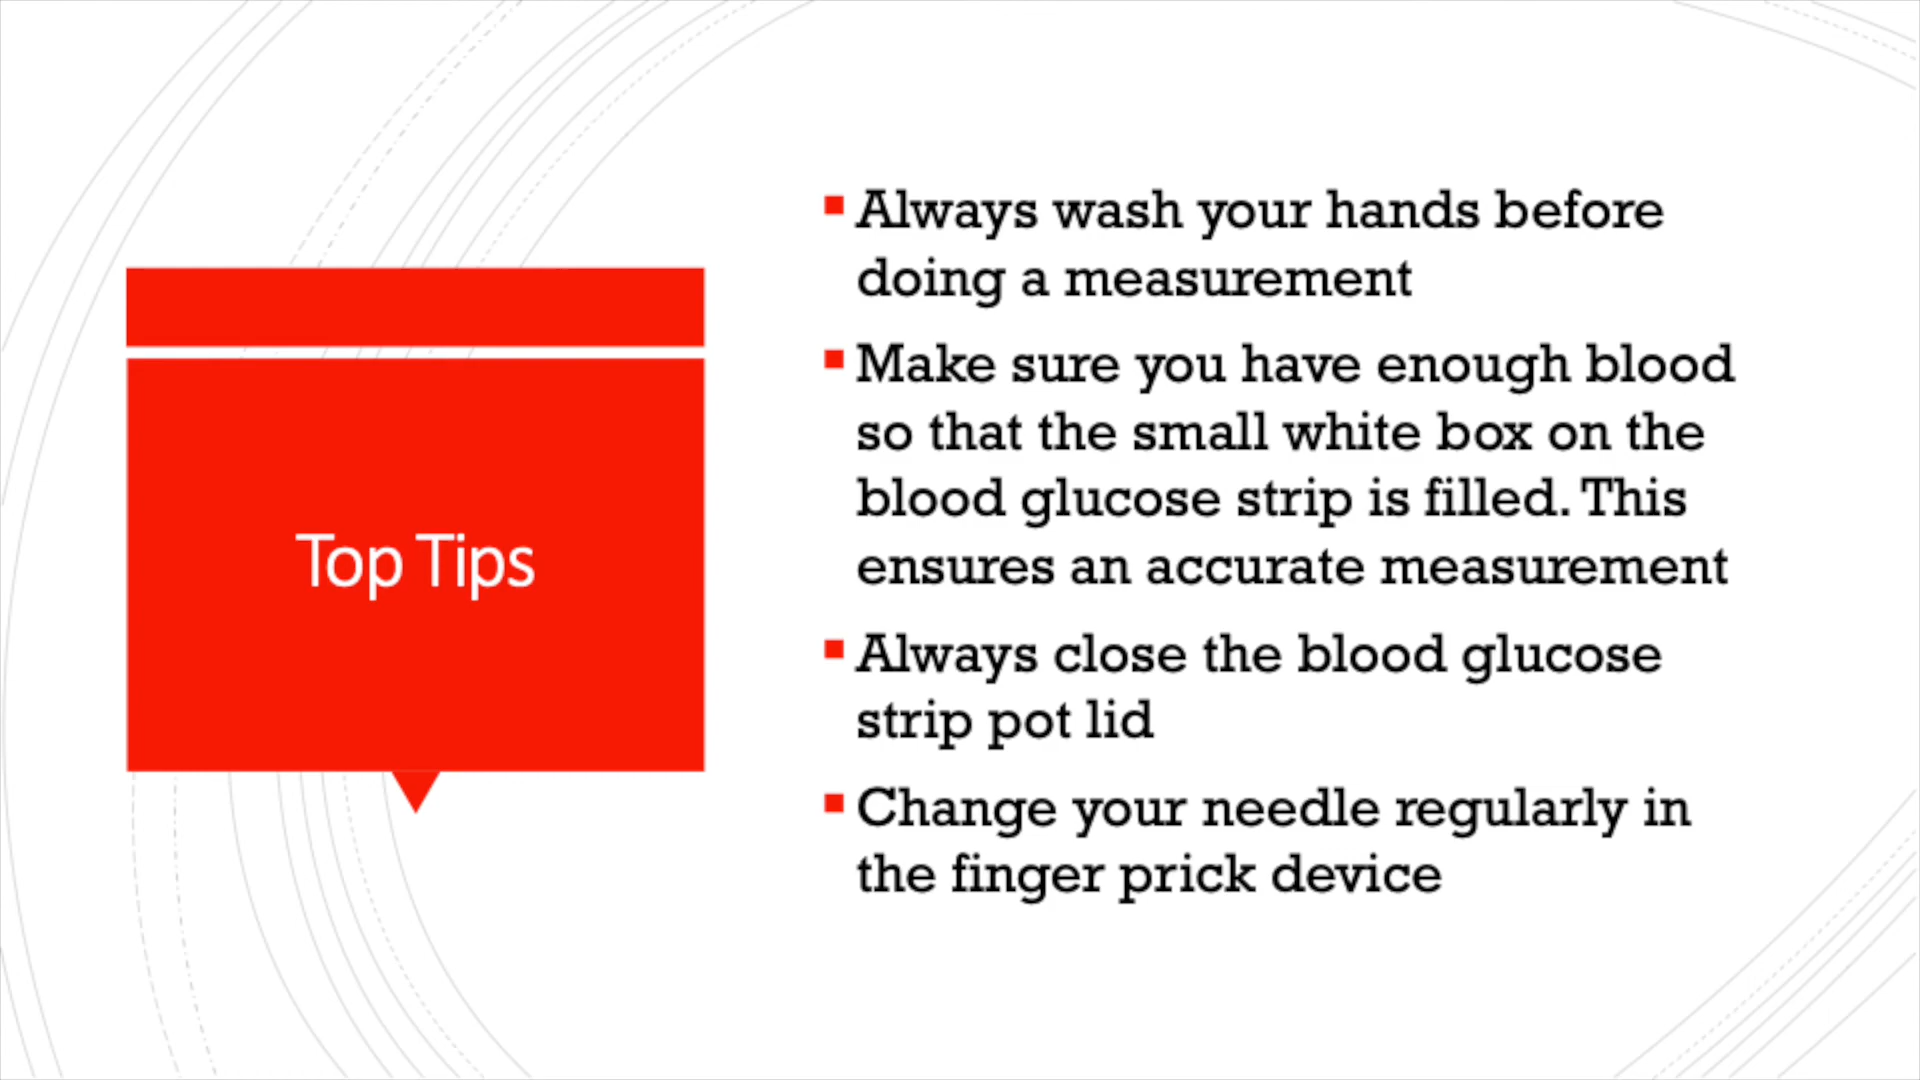 Top Tips
Always wash your hands before
doing a measurement
Make sure you have enough blood
so that the small white box on the
blood glucose strip is filled. This
ensures an accurate measurement
Always close the blood glucose
strip pot lid
Change your needle regularly in
the finger prick device